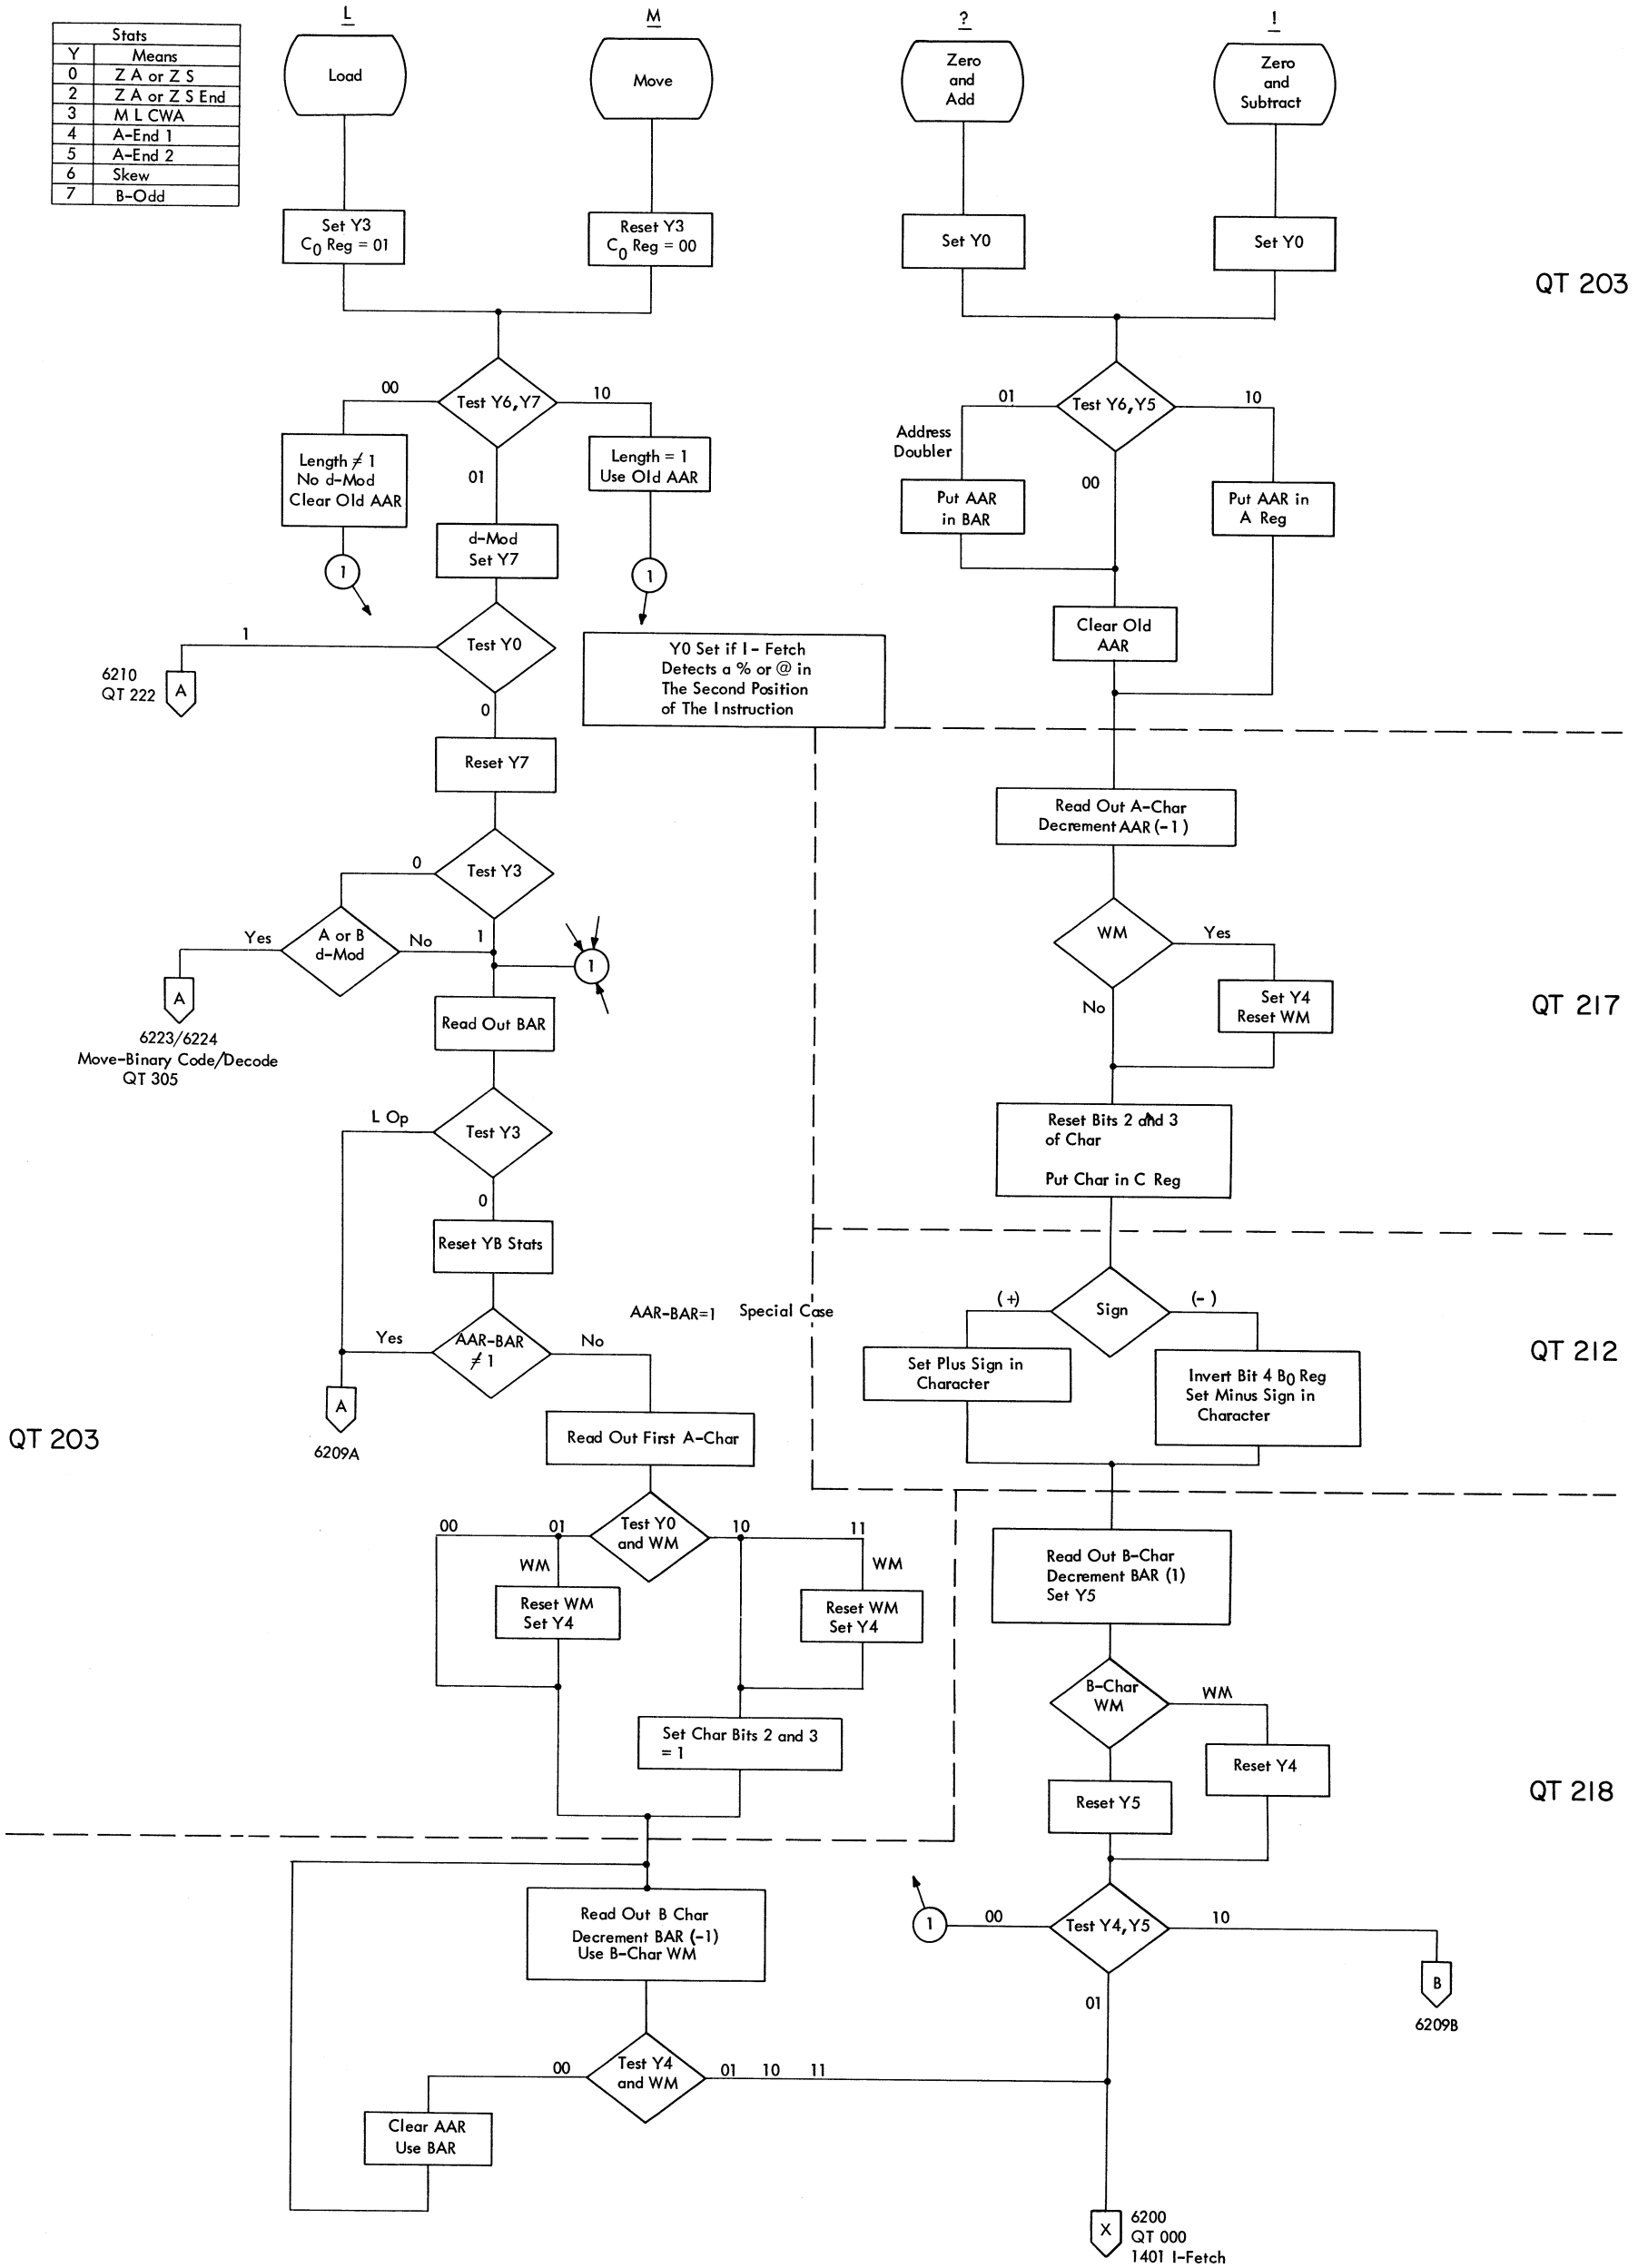 L
M
?
!
Stats
Y Means
0 Z A or Z S
2 Z A or Z S End
3 M L CWA
4 A-End 1
5 A-End 2
6 Skew
7 B-Odd
Load
Move
Zero
and
Add
Zero
and
Subtract
Set Y3
C0 Reg = 01
Reset Y3
C0 Reg = 00
Set Y0
Set Y0
QT 203
00
Test Y6,Y7
10
01
Length ≠ 1
No d-Mod
Clear Old AAR
Length = 1
Use Old AAR
d-Mod
Set Y7
1
1
01
Test Y6,Y5
10
Address
Doubler
00
Put AAR
in BAR
Put AAR in
A Reg
Clear Old
AAR
1
Test Y0
6210
QT 222
A
0
Y0 Set if I - Fetch
Detects a % or @ in
The Second Position
of The Instruction
Reset Y7
0
Test Y3
1
Yes
A or B
d-Mod
No
1
A
6223/6224
Move-Binary Code/Decode
QT 305
Read Out BAR
L Op
Test Y3
0
Reset YB Stats
Yes
AAR-BAR
≠ 1
No
AAR-BAR=1 Special Case
A
6209A
QT 203
Read Out First A-Char
00
01
Test Y0
and WM
10
11
WM
WM
Reset WM
Set Y4
Reset WM
Set Y4
Set Char Bits 2 and 3
= 1
Read Out B Char
Decrement BAR (-1)
Use B-Char WM
00
Test Y4
and WM
01 10 11
Clear AAR
Use BAR
Read Out A-Char
Decrement AAR (-1)
WM
Yes
No
Set Y4
Reset WM
QT 217
Reset Bits 2 and 3
of Char
Put Char in C Reg
(+)
Sign
(-)
Set Plus Sign in
Character
Invert Bit 4 B0 Reg
Set Minus Sign in
Character
QT 212
Read Out B-Char
Decrement BAR (1)
Set Y5
B-Char
WM
WM
Reset Y4
Reset Y5
QT 218
1
00
Test Y4,Y5
10
01
B
6209B
X
6200
QT 000
1401 I-Fetch